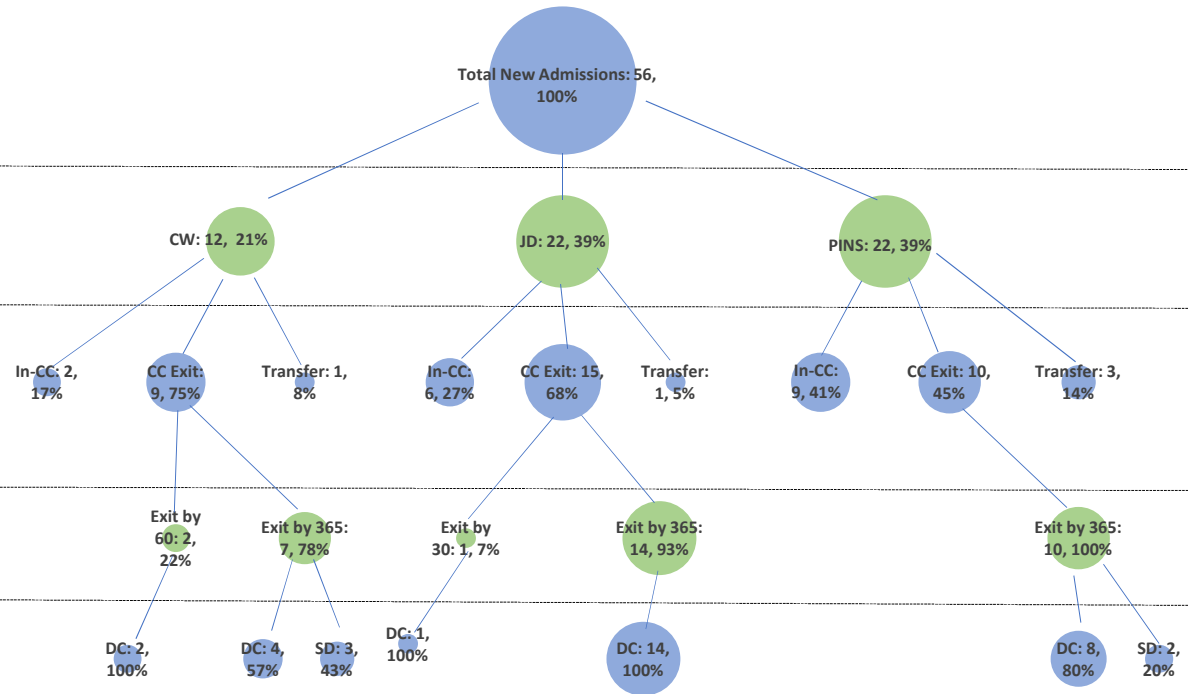 Total New Admissions: 56,
100%
CW: 12, 21%
JD: 22, 39%
PINS: 22, 39%
In-CC: 2,
17%
CC Exit:
9, 75%
Transfer: 1,
8%
In-CC:
6, 27%
CC Exit: 15,
68%
Transfer:
1, 5%
In-CC:
9, 41%
CC Exit: 10,
45%
Transfer: 3,
14%
Exit by
60: 2,
22%
Exit by 365:
7, 78%
Exit by
30: 1, 7%
Exit by 365:
14, 93%
Exit by 365:
10, 100%
DC: 2,
100%
DC: 4,
57%
SD: 3,
43%
DC: 1,
100%
DC: 14,
100%
DC: 8,
80%
SD: 2,
20%